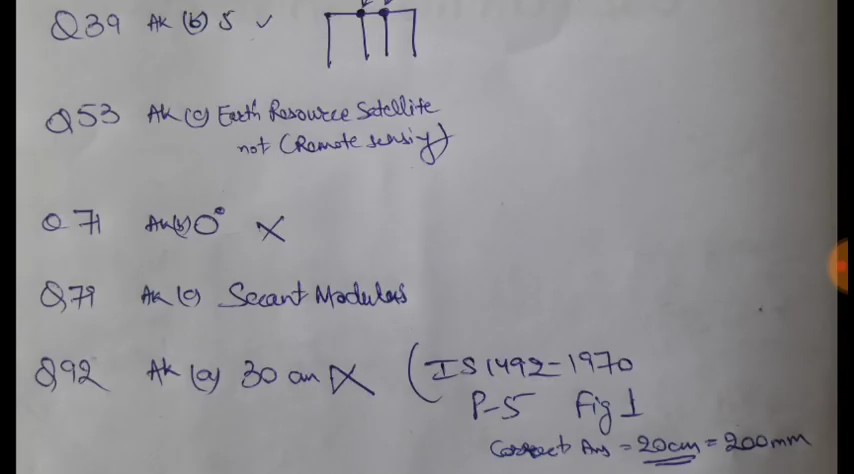 Q39 AK (b) 5 ✓
Q53 AK (c) Earth Resource Satellite
not (Remote sensig)
Q71 AK(b) 0° X
Q79 AK (c) Secant Modulus
Q92 AK (a) 30 cm X (IS 1492-1970
P-5 Fig 1
Correct Ans = 20cm = 200mm